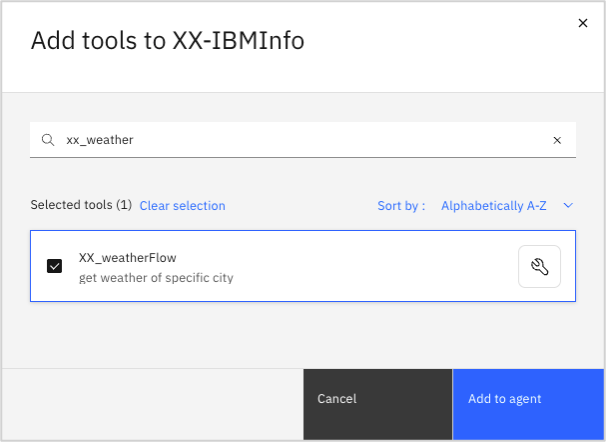 Add tools to XX-IBMInfo
xx_weather
Selected tools (1) Clear selection Sort by : Alphabetically A-Z
XX_weatherFlow
get weather of specific city
Cancel Add to agent